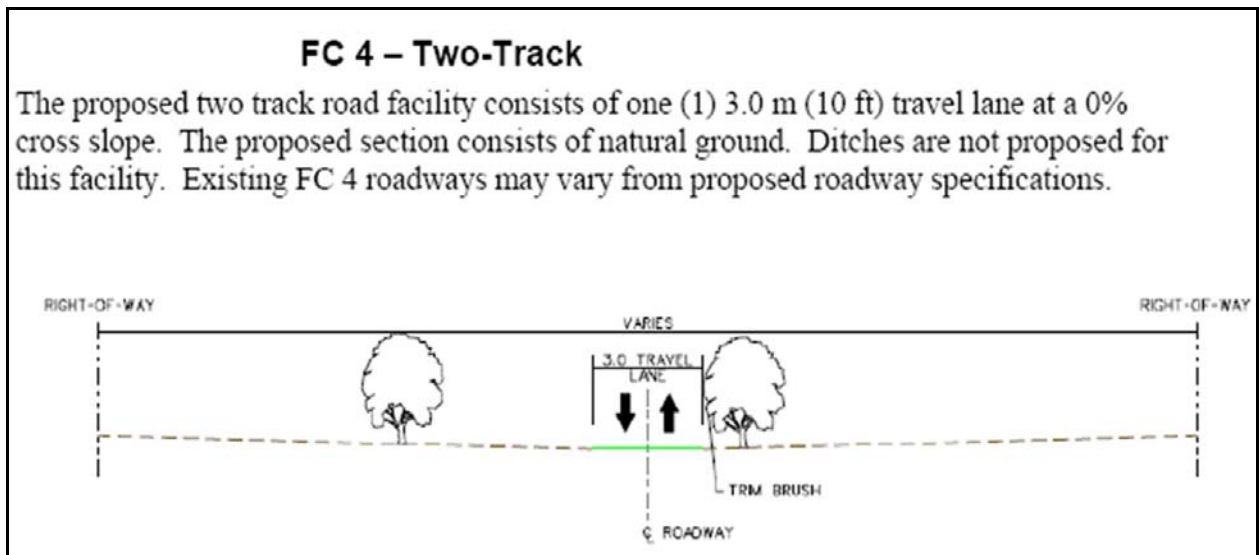 FC 4 – Two-Track
The proposed two track road facility consists of one (1) 3.0 m (10 ft) travel lane at a 0%
cross slope.  The proposed section consists of natural ground.  Ditches are not proposed for
this facility.  Existing FC 4 roadways may vary from proposed roadway specifications.
RIGHT-OF-WAY
RIGHT-OF-WAY
VARIES
3.0 TRAVEL
LANE
TRIM BRUSH
℄ ROADWAY